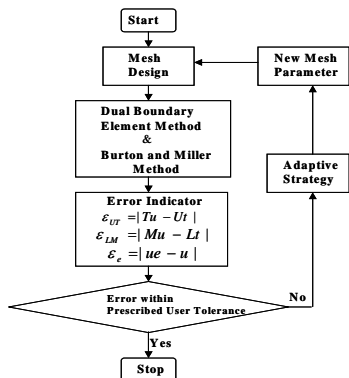 Start
Mesh
Design
New Mesh
Parameter
Dual Boundary
Element Method
&
Burton and Miller
Method
Adaptive
Strategy
Error Indicator
ε_UT =| Tu − Ut |
ε_LM =| Mu − Lt |
ε_e =| ue − u |
Error within
Prescribed User Tolerance
No
Yes
Stop